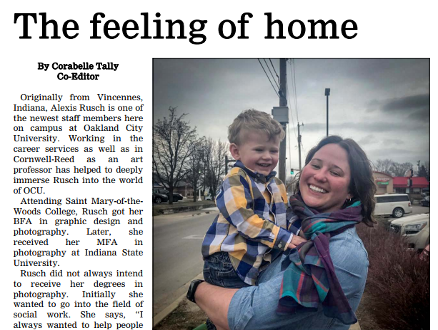 The feeling of home
By Corabelle Tally
Co-Editor
Originally from Vincennes,
Indiana, Alexis Rusch is one of
the newest staff members here
on campus at Oakland City
University. Working in the
career services as well as in
Cornwell-Reed as an art
professor has helped to deeply
immerse Rusch into the world
of OCU.
Attending Saint Mary-of-the-
Woods College, Rusch got her
BFA in graphic design and
photography. Later, she
received her MFA in
photography at Indiana State
University.
Rusch did not always intend
to receive her degrees in
photography. Initially she
wanted to go into the field of
social work. She says, "I
always wanted to help people